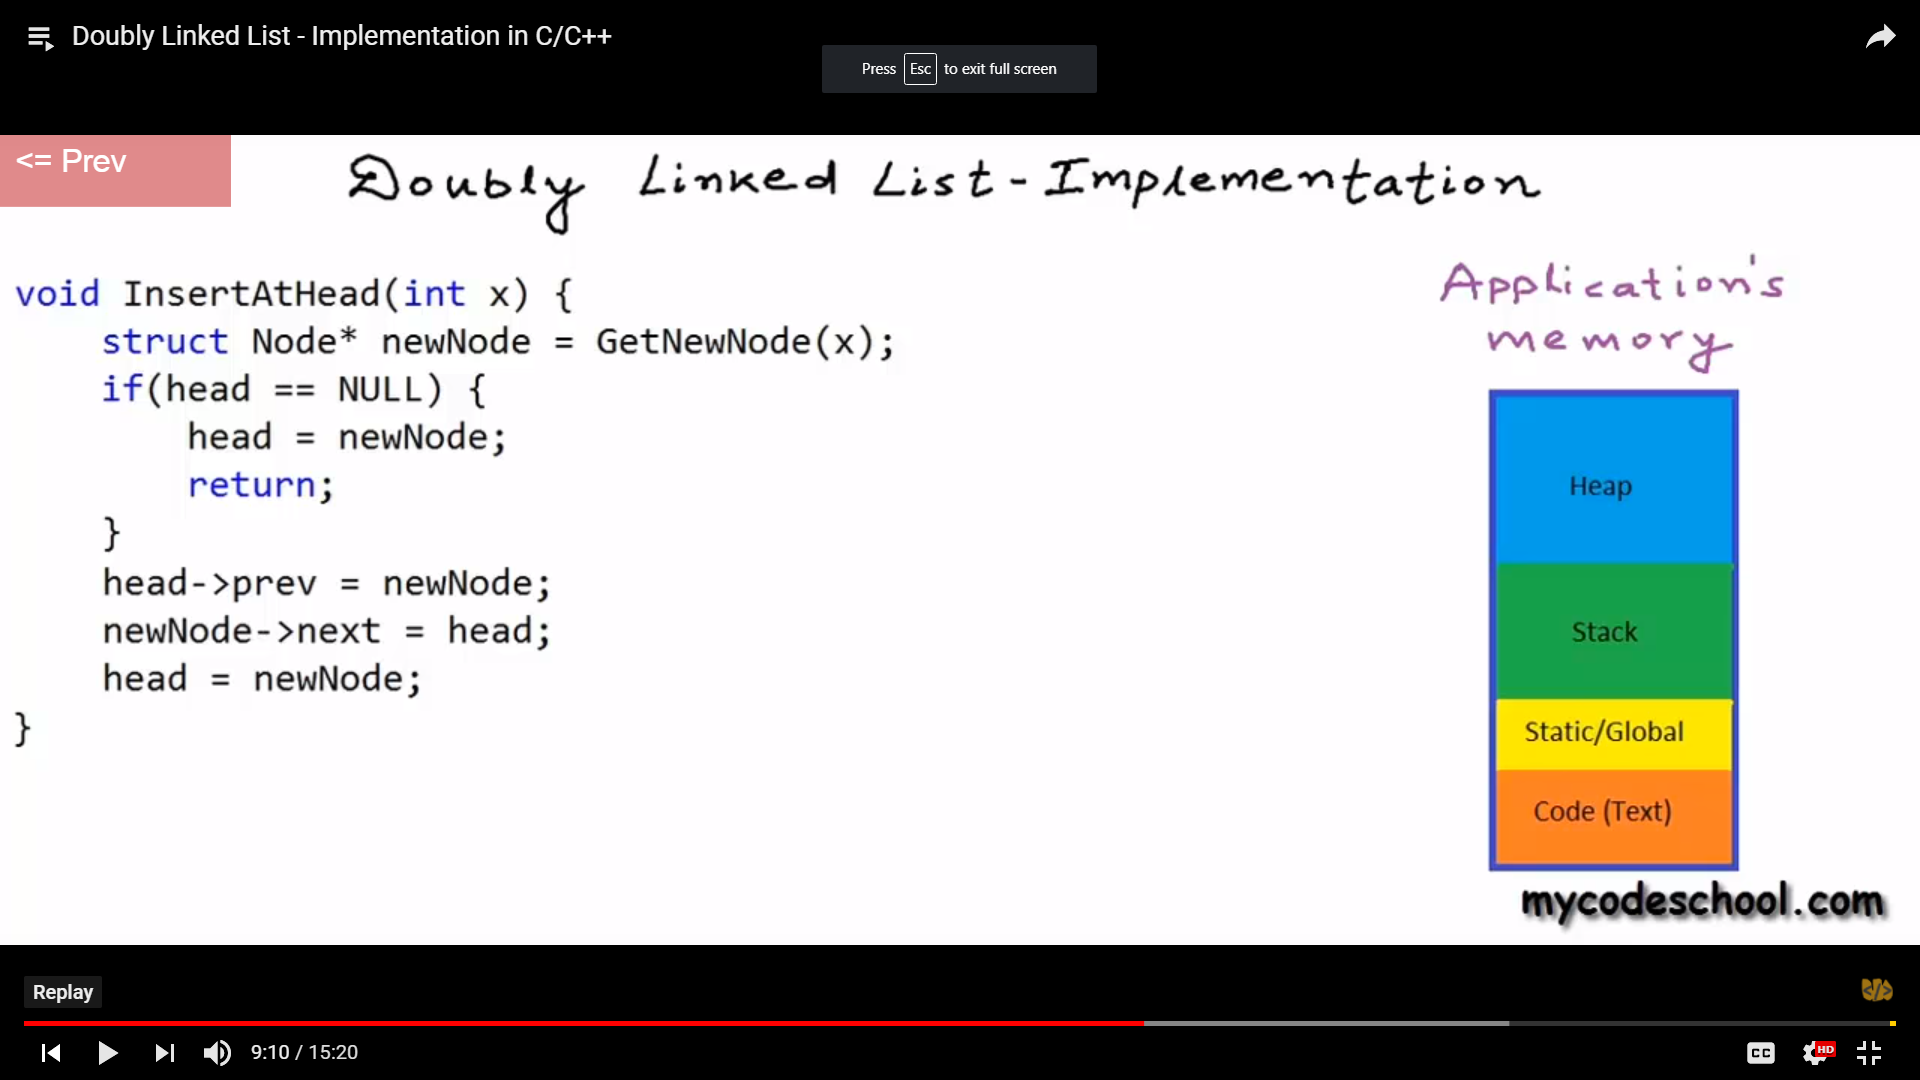 Doubly Linked List - Implementation in C/C++
Press Esc to exit full screen
<= Prev
Doubly Linked List - Implementation
void InsertAtHead(int x) {
struct Node* newNode = GetNewNode(x);
if(head == NULL) {
head = newNode;
return;
}
head->prev = newNode;
newNode->next = head;
head = newNode;
}
Application's
memory
Heap
Stack
Static/Global
Code (Text)
mycodeschool.com
Replay
9:10 / 15:20
CC
HD